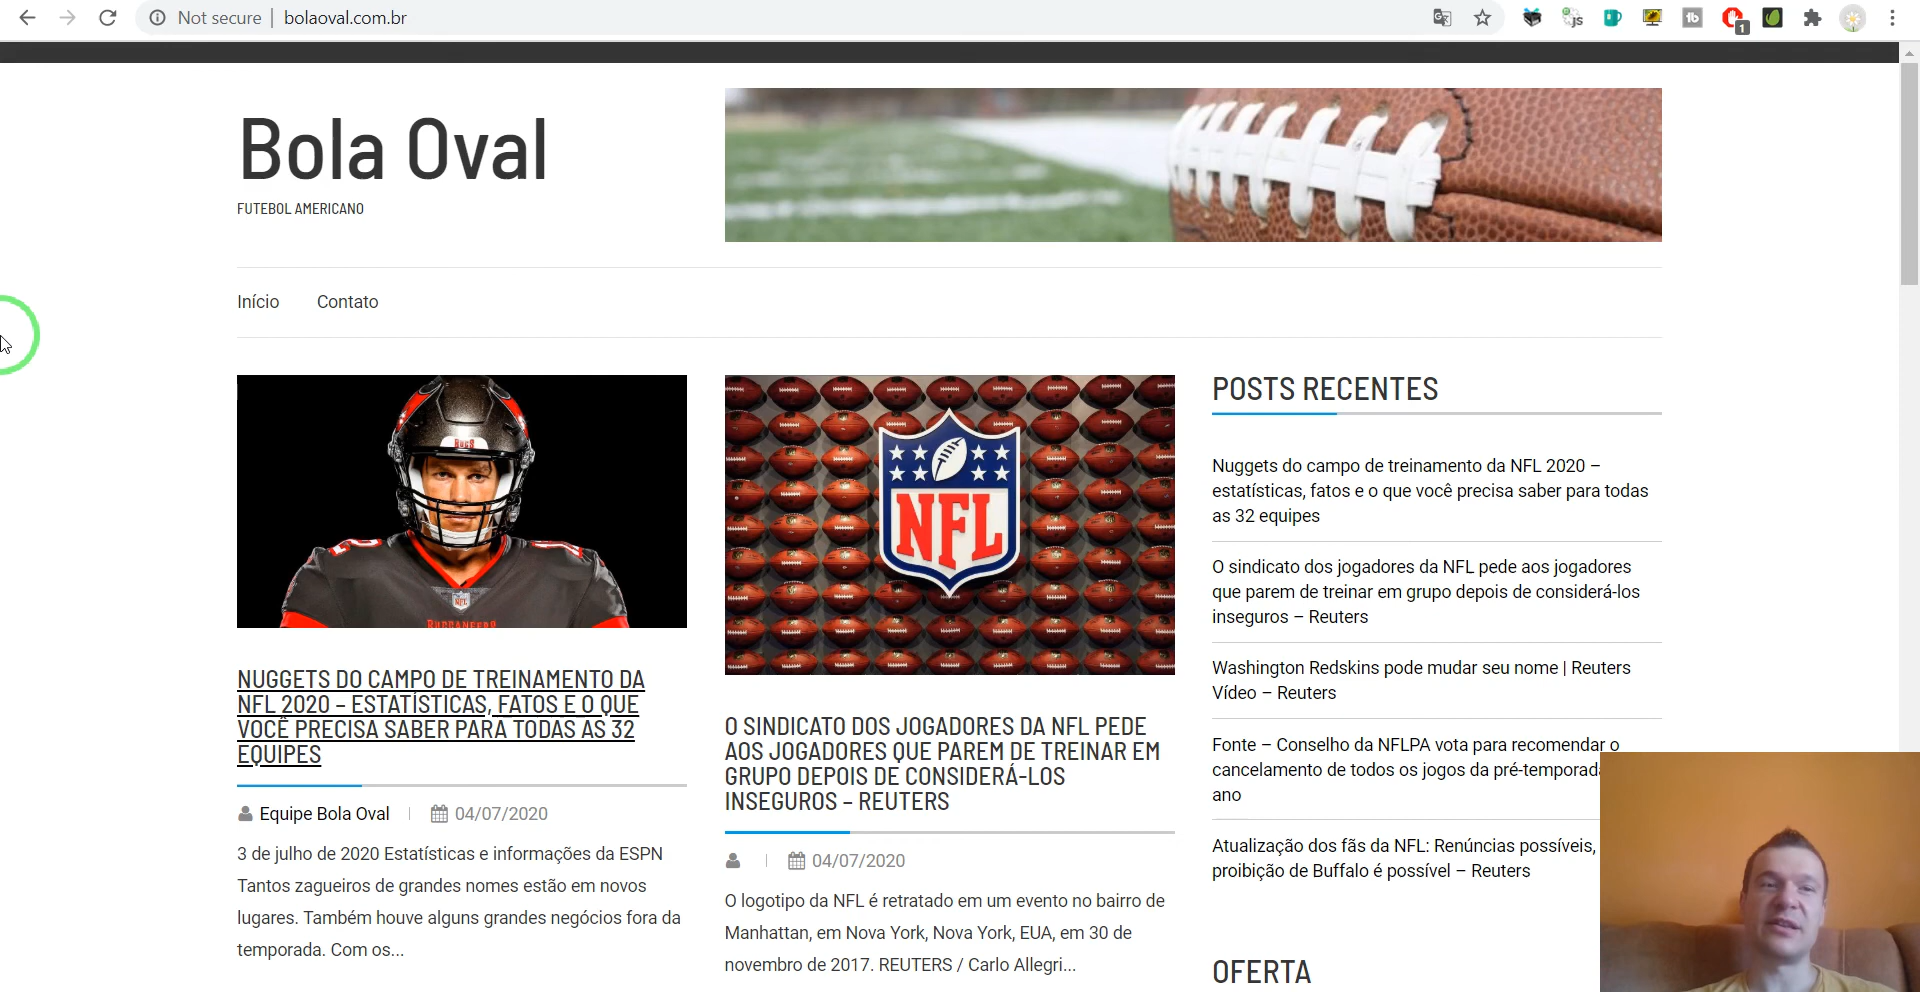 Not secure | bolaoval.com.br
JS
1
Bola Oval
FUTEBOL AMERICANO
Início Contato
BUCS
NFL
BUCCANEERS
NFL
NUGGETS DO CAMPO DE TREINAMENTO DA
NFL 2020 – ESTATÍSTICAS, FATOS E O QUE
VOCÊ PRECISA SABER PARA TODAS AS 32
EQUIPES
Equipe Bola Oval | 04/07/2020
3 de julho de 2020 Estatísticas e informações da ESPN
Tantos zagueiros de grandes nomes estão em novos
lugares. Também houve alguns grandes negócios fora da
temporada. Com os...
O SINDICATO DOS JOGADORES DA NFL PEDE
AOS JOGADORES QUE PAREM DE TREINAR EM
GRUPO DEPOIS DE CONSIDERÁ-LOS
INSEGUROS – REUTERS
| 04/07/2020
O logotipo da NFL é retratado em um evento no bairro de
Manhattan, em Nova York, Nova York, EUA, em 30 de
novembro de 2017. REUTERS / Carlo Allegri...
POSTS RECENTES
Nuggets do campo de treinamento da NFL 2020 –
estatísticas, fatos e o que você precisa saber para todas
as 32 equipes
O sindicato dos jogadores da NFL pede aos jogadores
que parem de treinar em grupo depois de considerá-los
inseguros – Reuters
Washington Redskins pode mudar seu nome | Reuters
Vídeo – Reuters
Fonte – Conselho da NFLPA vota para recomendar o
cancelamento de todos os jogos da pré-temporada
ano
Atualização dos fãs da NFL: Renúncias possíveis,
proibição de Buffalo é possível – Reuters
OFERTA